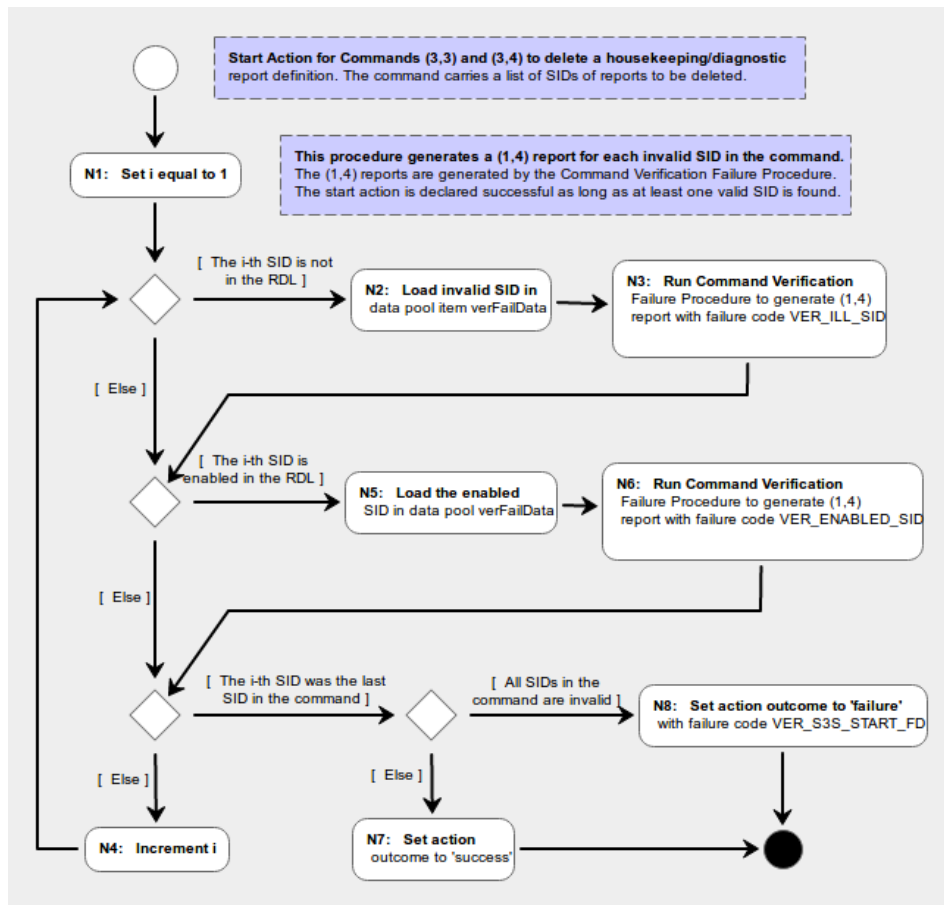 Start Action for Commands (3,3) and (3,4) to delete a housekeeping/diagnostic
report definition. The command carries a list of SIDs of reports to be deleted.
This procedure generates a (1,4) report for each invalid SID in the command.
The (1,4) reports are generated by the Command Verification Failure Procedure.
The start action is declared successful as long as at least one valid SID is found.
N1: Set i equal to 1
[ The i-th SID is not
in the RDL ]
N2: Load invalid SID in
data pool item verFailData
N3: Run Command Verification
Failure Procedure to generate (1,4)
report with failure code VER_ILL_SID
[ Else ]
[ The i-th SID is
enabled in the RDL ]
N5: Load the enabled
SID in data pool verFailData
N6: Run Command Verification
Failure Procedure to generate (1,4)
report with failure code VER_ENABLED_SID
[ Else ]
[ The i-th SID was the last
SID in the command ]
[ All SIDs in the
command are invalid ]
N8: Set action outcome to 'failure'
with failure code VER_S3S_START_FD
[ Else ]
[ Else ]
N4: Increment i
N7: Set action
outcome to 'success'